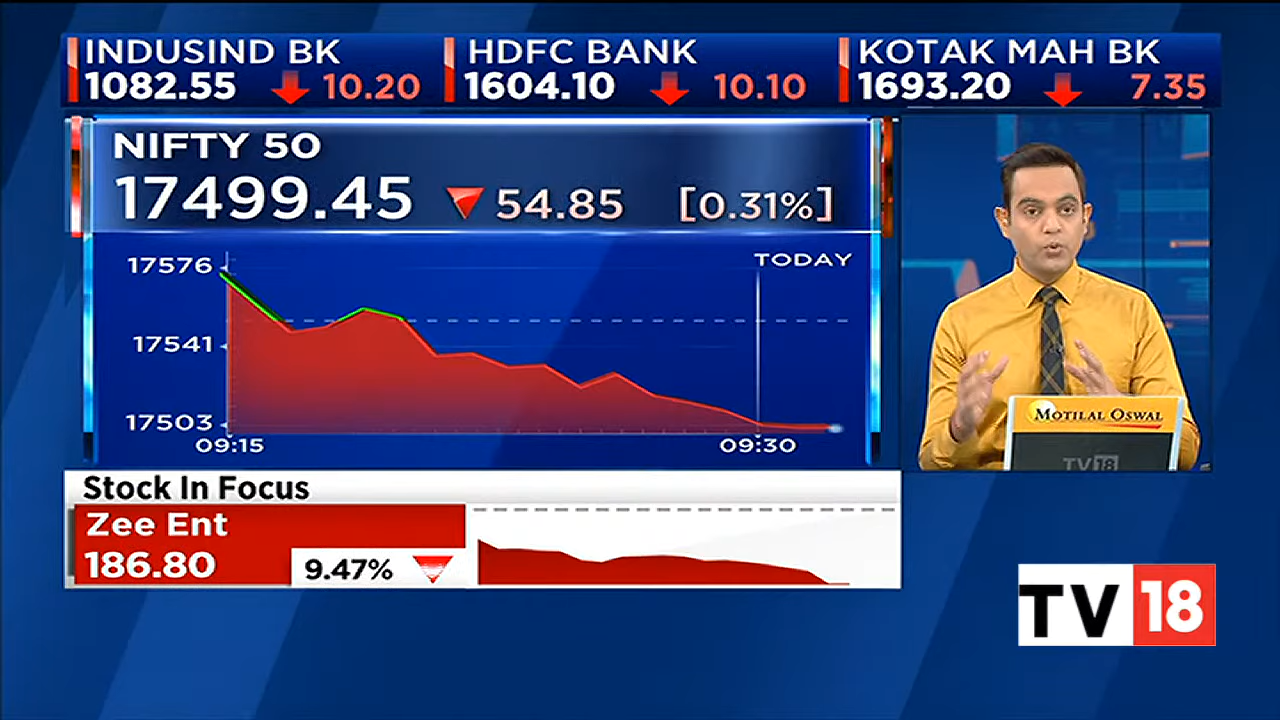 INDUSIND BK
1082.55 10.20
HDFC BANK
1604.10 10.10
KOTAK MAH BK
1693.20 7.35
NIFTY 50
17499.45 54.85 [0.31%]
TODAY
17576
17541
17503
09:15 09:30
MOTILAL OSWAL
TV18
Stock In Focus
Zee Ent
186.80 9.47%
TV18